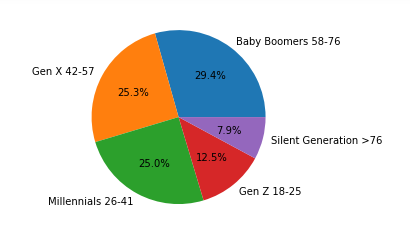 Baby Boomers 58-76
29.4%
Gen X 42-57
25.3%
Millennials 26-41
25.0%
Gen Z 18-25
12.5%
Silent Generation >76
7.9%